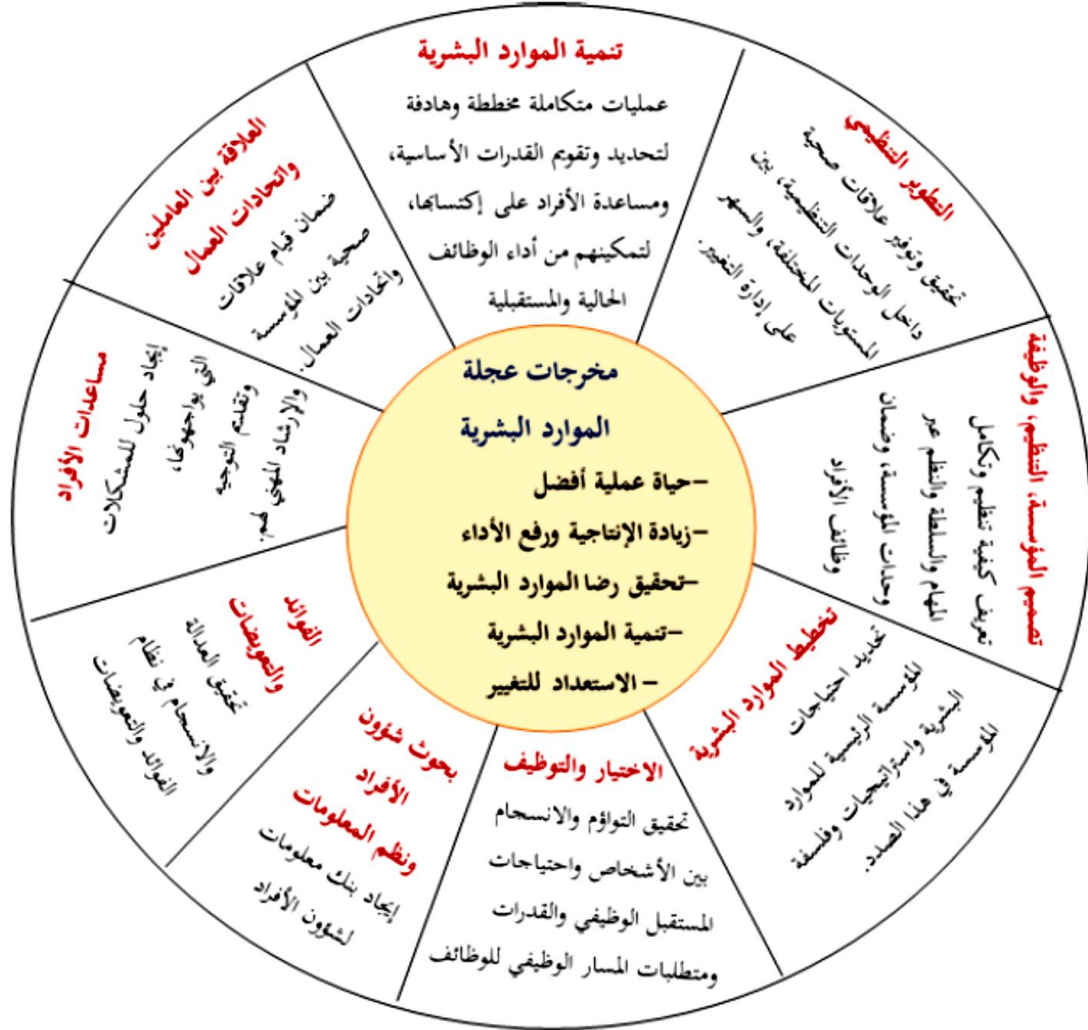 تنمية الموارد البشرية
عمليات متكاملة مخططة وهادفة
لتحديد وتقويم القدرات الأساسية،
ومساعدة الأفراد على إكتسابها،
لتمكينهم من أداء الوظائف
الحالية والمستقبلية
التطوير التنظيمي
تحقيق وتوفير علاقات صحية
داخل الوحدات التنظيمية، بين
المستويات المختلفة، والسهر
على إدارة التغيير.
تصميم المؤسسة، التنظيم، والوظيفة
تعريف كيفية تنظيم وتكامل
المهام والسلطة والنظم عبر
وحدات المؤسسة، وضمان
وظائف الأفراد
تخطيط الموارد البشرية
تحديد احتياجات
المؤسسة الرئيسية للموارد
البشرية واستراتيجيات وفلسفة
المؤسسة في هذا الصدد.
الاختيار والتوظيف
تحقيق التواؤم والانسجام
بين الأشخاص واحتياجات
المستقبل الوظيفي والقدرات
ومتطلبات المسار الوظيفي للوظائف
بحوث شؤون
الأفراد
ونظم المعلومات
إيجاد بنك معلومات
لشؤون الأفراد
الفوائد
والتعويضات
تحقيق العدالة
والانسجام في نظام
الفوائد والتعويضات
مساعدات الأفراد
إيجاد حلول للمشكلات
التي يواجهونها،
وتقديم التوجيه
والإرشاد المهني لهم.
العلاقة بين العاملين
واتحادات العمال
ضمان قيام علاقات
صحية بين المؤسسة
واتحادات العمال.
مخرجات عجلة
الموارد البشرية
-حياة عملية أفضل
-زيادة الإنتاجية ورفع الأداء
-تحقيق رضا الموارد البشرية
-تنمية الموارد البشرية
- الاستعداد للتغيير